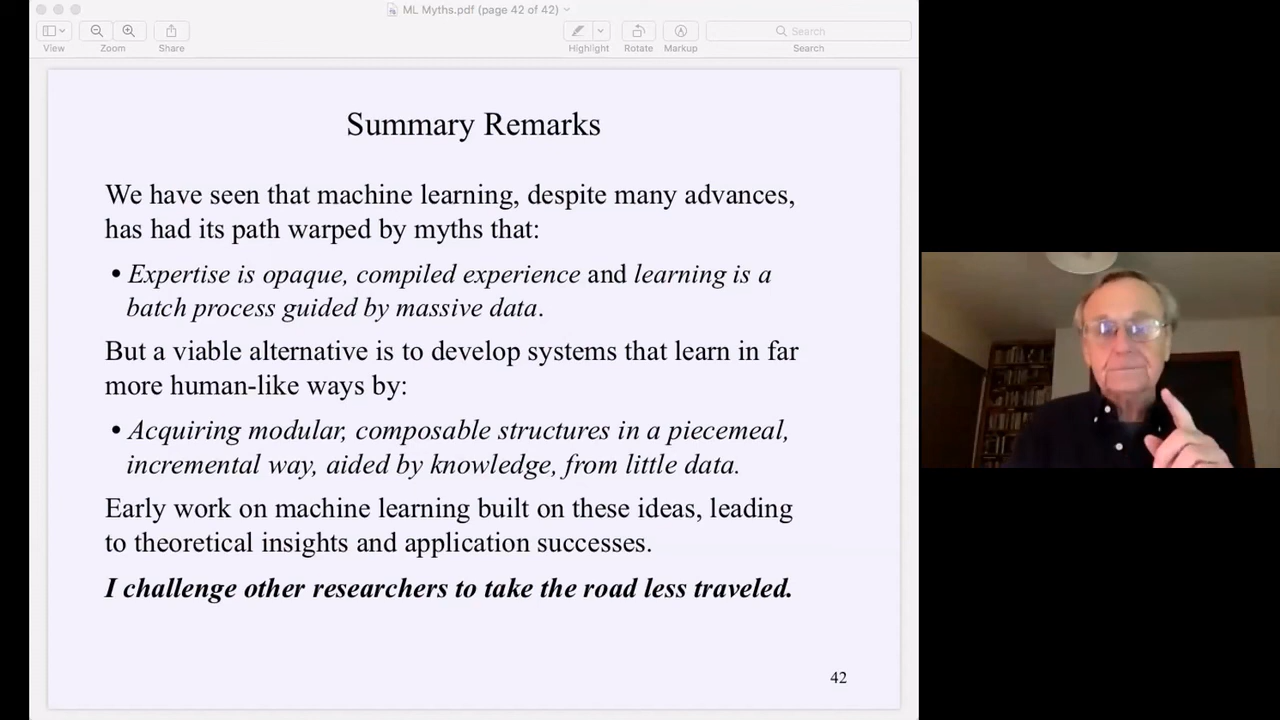 ML Myths.pdf (page 42 of 42)
View
Zoom
Share
Highlight
Rotate
Markup
Search
Search
Summary Remarks
We have seen that machine learning, despite many advances,
has had its path warped by myths that:
• Expertise is opaque, compiled experience and learning is a
batch process guided by massive data.
But a viable alternative is to develop systems that learn in far
more human-like ways by:
• Acquiring modular, composable structures in a piecemeal,
incremental way, aided by knowledge, from little data.
Early work on machine learning built on these ideas, leading
to theoretical insights and application successes.
I challenge other researchers to take the road less traveled.
42